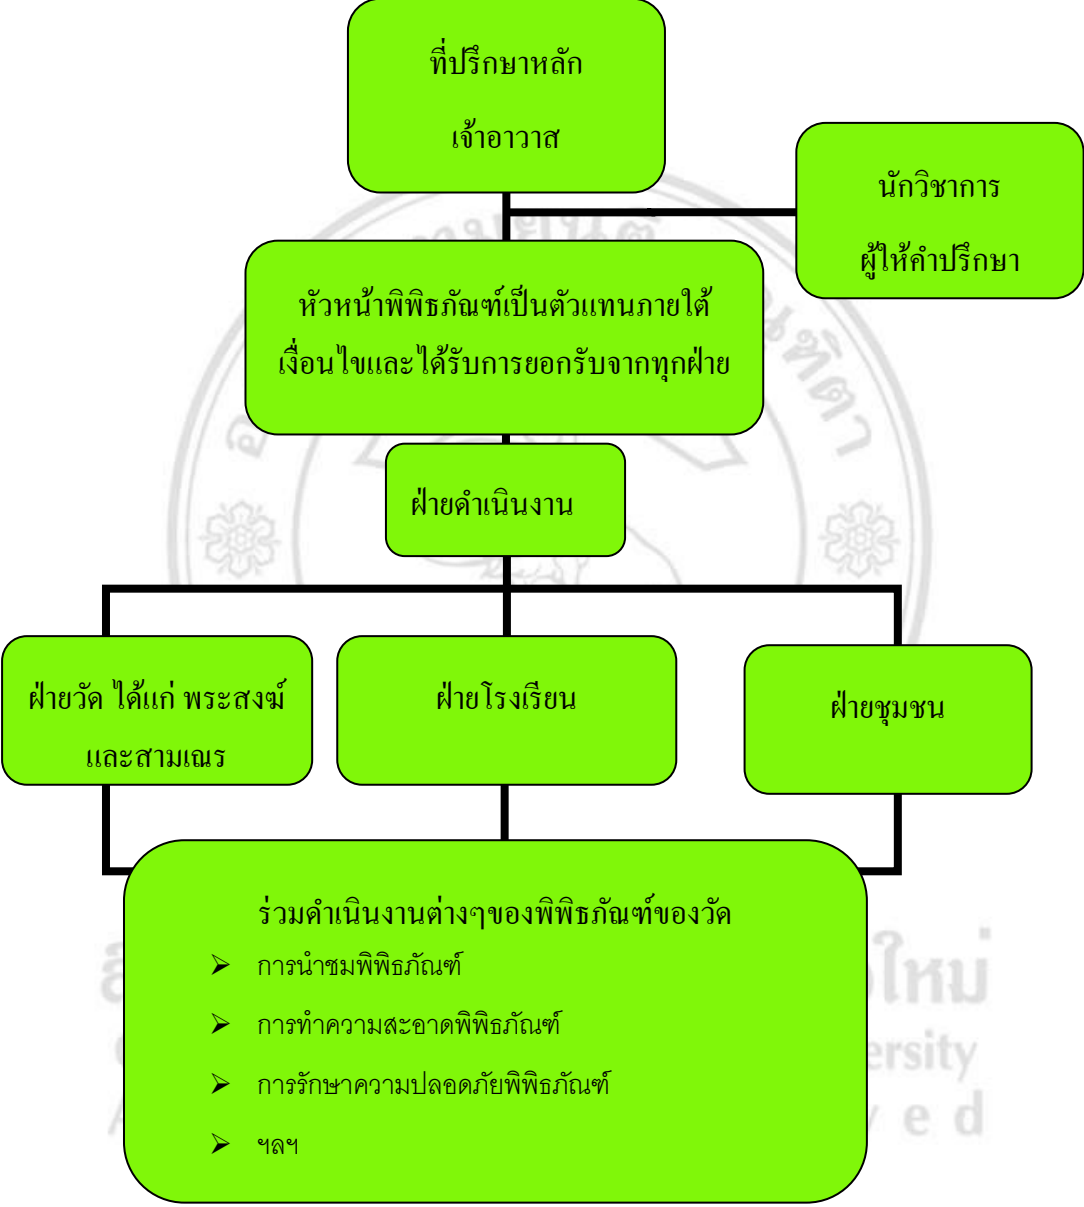 ที่ปรึกษาหลัก
เจ้าอาวาส
นักวิชาการ
ผู้ให้คำปรึกษา
หัวหน้าพิพิธภัณฑ์เป็นตัวแทนภายใต้
เงื่อนไขและได้รับการยอกรับจากทุกฝ่าย
ฝ่ายดำเนินงาน
ฝ่ายวัด ได้แก่ พระสงฆ์
และสามเณร
ฝ่ายโรงเรียน
ฝ่ายชุมชน
ร่วมดำเนินงานต่างๆของพิพิธภัณฑ์ของวัด
➢ การนำชมพิพิธภัณฑ์
➢ การทำความสะอาดพิพิธภัณฑ์
➢ การรักษาความปลอดภัยพิพิธภัณฑ์
➢ ฯลฯ